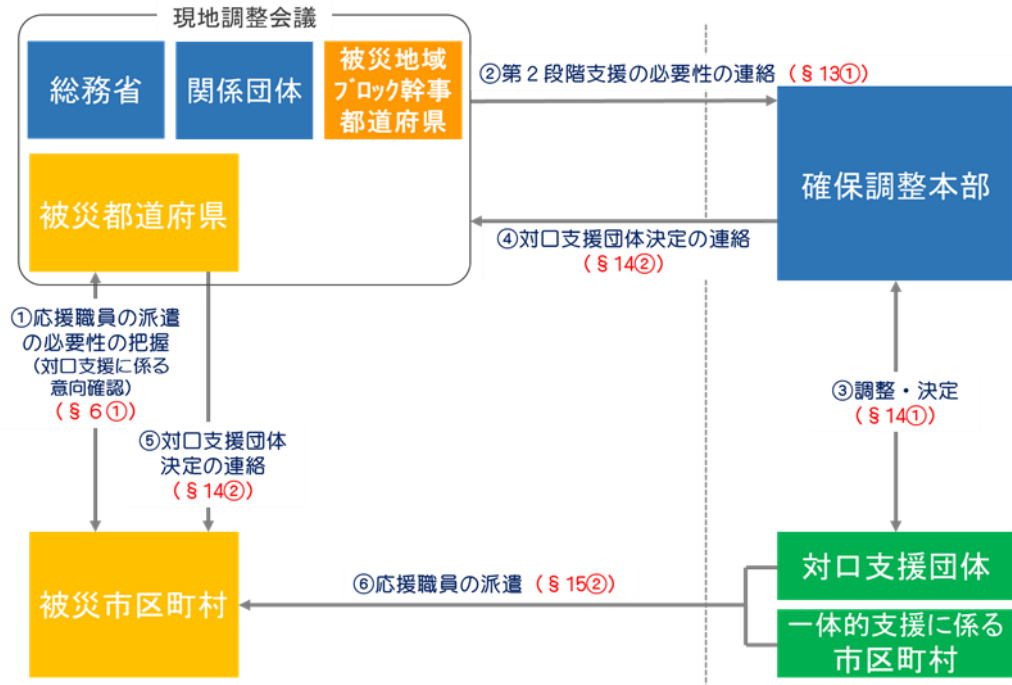 現地調整会議
総務省
関係団体
被災地域
ブロック幹事
都道府県
被災都道府県
②第2段階支援の必要性の連絡（§13①）
確保調整本部
④対口支援団体決定の連絡
（§14②）
①応援職員の派遣
の必要性の把握
（対口支援に係る
意向確認）
（§6①）
⑤対口支援団体
決定の連絡
（§14②）
③調整・決定
（§14①）
被災市区町村
⑥応援職員の派遣（§15②）
対口支援団体
一体的支援に係る
市区町村